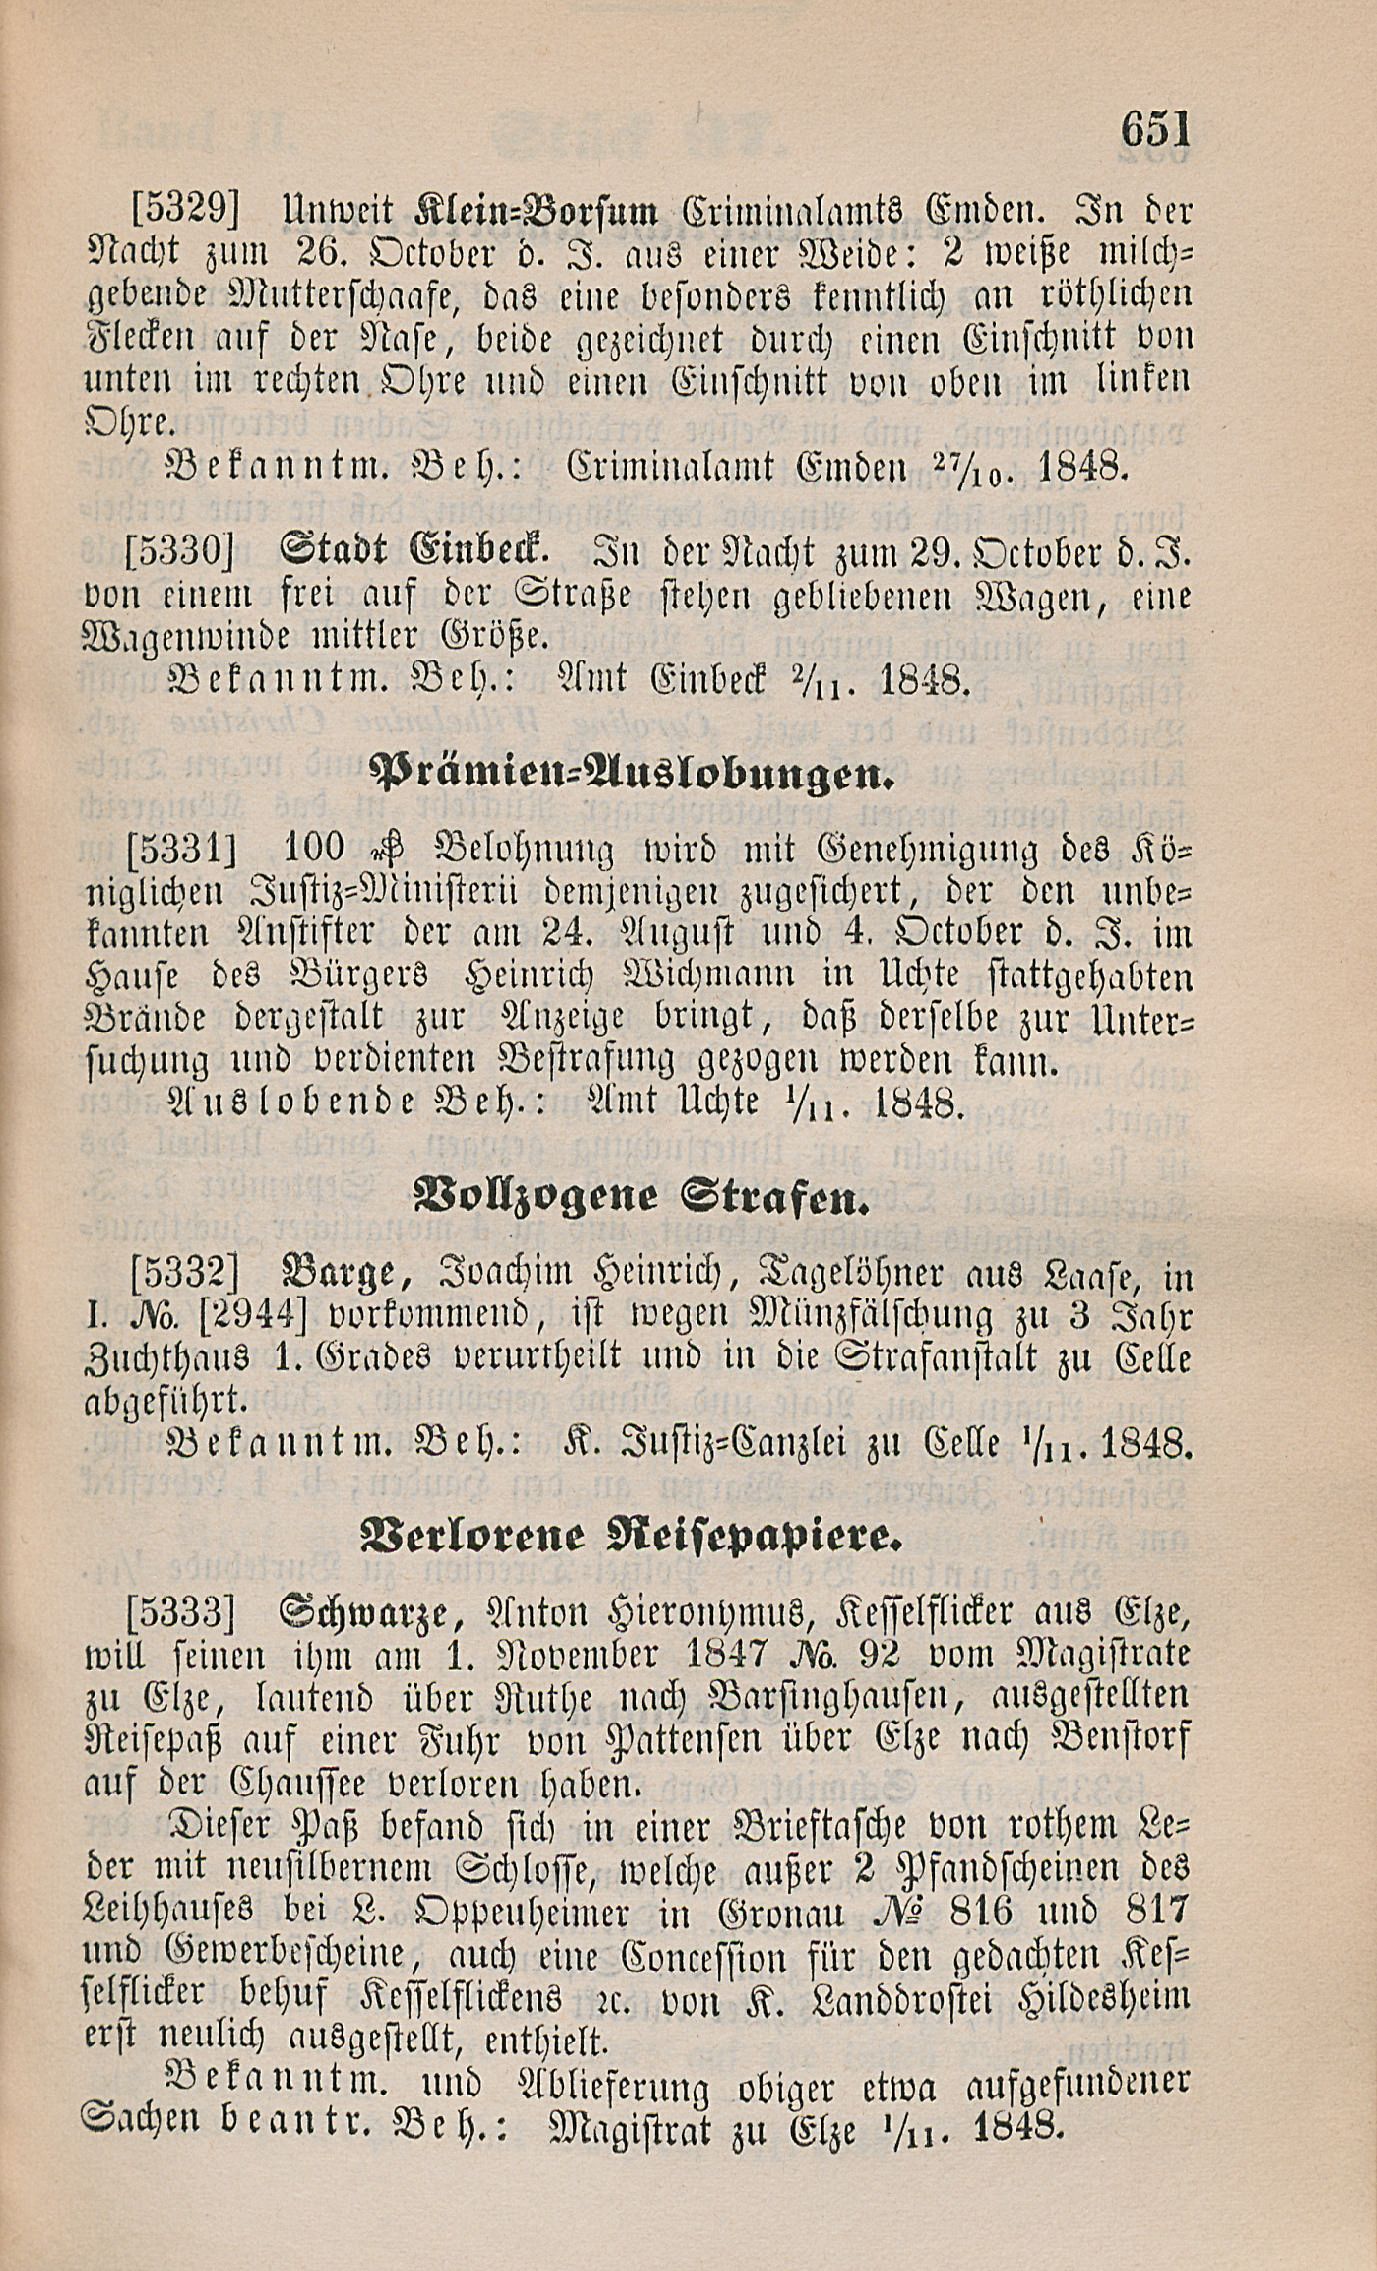 651
[5329] Unweit Klein-Borsum Criminalamts Emden. In der
Nacht zum 26. October d. J. aus einer Weide: 2 weiße milch-
gebende Mutterschaafe, das eine besonders kenntlich an röthlichen
Flecken auf der Nase, beide gezeichnet durch einen Einschnitt von
unten im rechten Ohre und einen Einschnitt von oben im linken
Ohre.
Bekanntm. Beh.: Criminalamt Emden 27/10. 1848.
[5330] Stadt Einbeck. In der Nacht zum 29. October d. J.
von einem frei auf der Straße stehen gebliebenen Wagen, eine
Wagenwinde mittler Größe.
Bekanntm. Beh.: Amt Einbeck 2/11. 1848.
Prämien-Auslobungen.
[5331] 100 ₰ Belohnung wird mit Genehmigung des Kö-
niglichen Justiz-Ministerii demjenigen zugesichert, der den unbe-
kannten Anstifter der am 24. August und 4. October d. J. im
Hause des Bürgers Heinrich Wichmann in Uchte stattgehabten
Brände dergestalt zur Anzeige bringt, daß derselbe zur Unter-
suchung und verdienten Bestrafung gezogen werden kann.
Auslobende Beh.: Amt Uchte 1/11. 1848.
Vollzogene Strafen.
[5332] Barge, Joachim Heinrich, Tagelöhner aus Laase, in
I. No. [2944] vorkommend, ist wegen Münzfälschung zu 3 Jahr
Zuchthaus 1. Grades verurtheilt und in die Strafanstalt zu Celle
abgeführt.
Bekanntm. Beh.: K. Justiz-Canzlei zu Celle 1/11. 1848.
Verlorene Reisepapiere.
[5333] Schwarze, Anton Hieronymus, Kesselflicker aus Elze,
will seinen ihm am 1. November 1847 No. 92 vom Magistrate
zu Elze, lautend über Ruthe nach Barsinghausen, ausgestellten
Reisepaß auf einer Fuhr von Pattensen über Elze nach Benstorf
auf der Chaussee verloren haben.
Dieser Paß befand sich in einer Brieftasche von rothem Le-
der mit neusilbernem Schlosse, welche außer 2 Pfandscheinen des
Leihhauses bei L. Oppenheimer in Gronau № 816 und 817
und Gewerbescheine, auch eine Concession für den gedachten Kes-
selflicker behuf Kesselflickens ꝛc. von K. Landdrostei Hildesheim
erst neulich ausgestellt, enthielt.
Bekanntm. und Ablieferung obiger etwa aufgefundener
Sachen beantr. Beh.: Magistrat zu Elze 1/11. 1848.